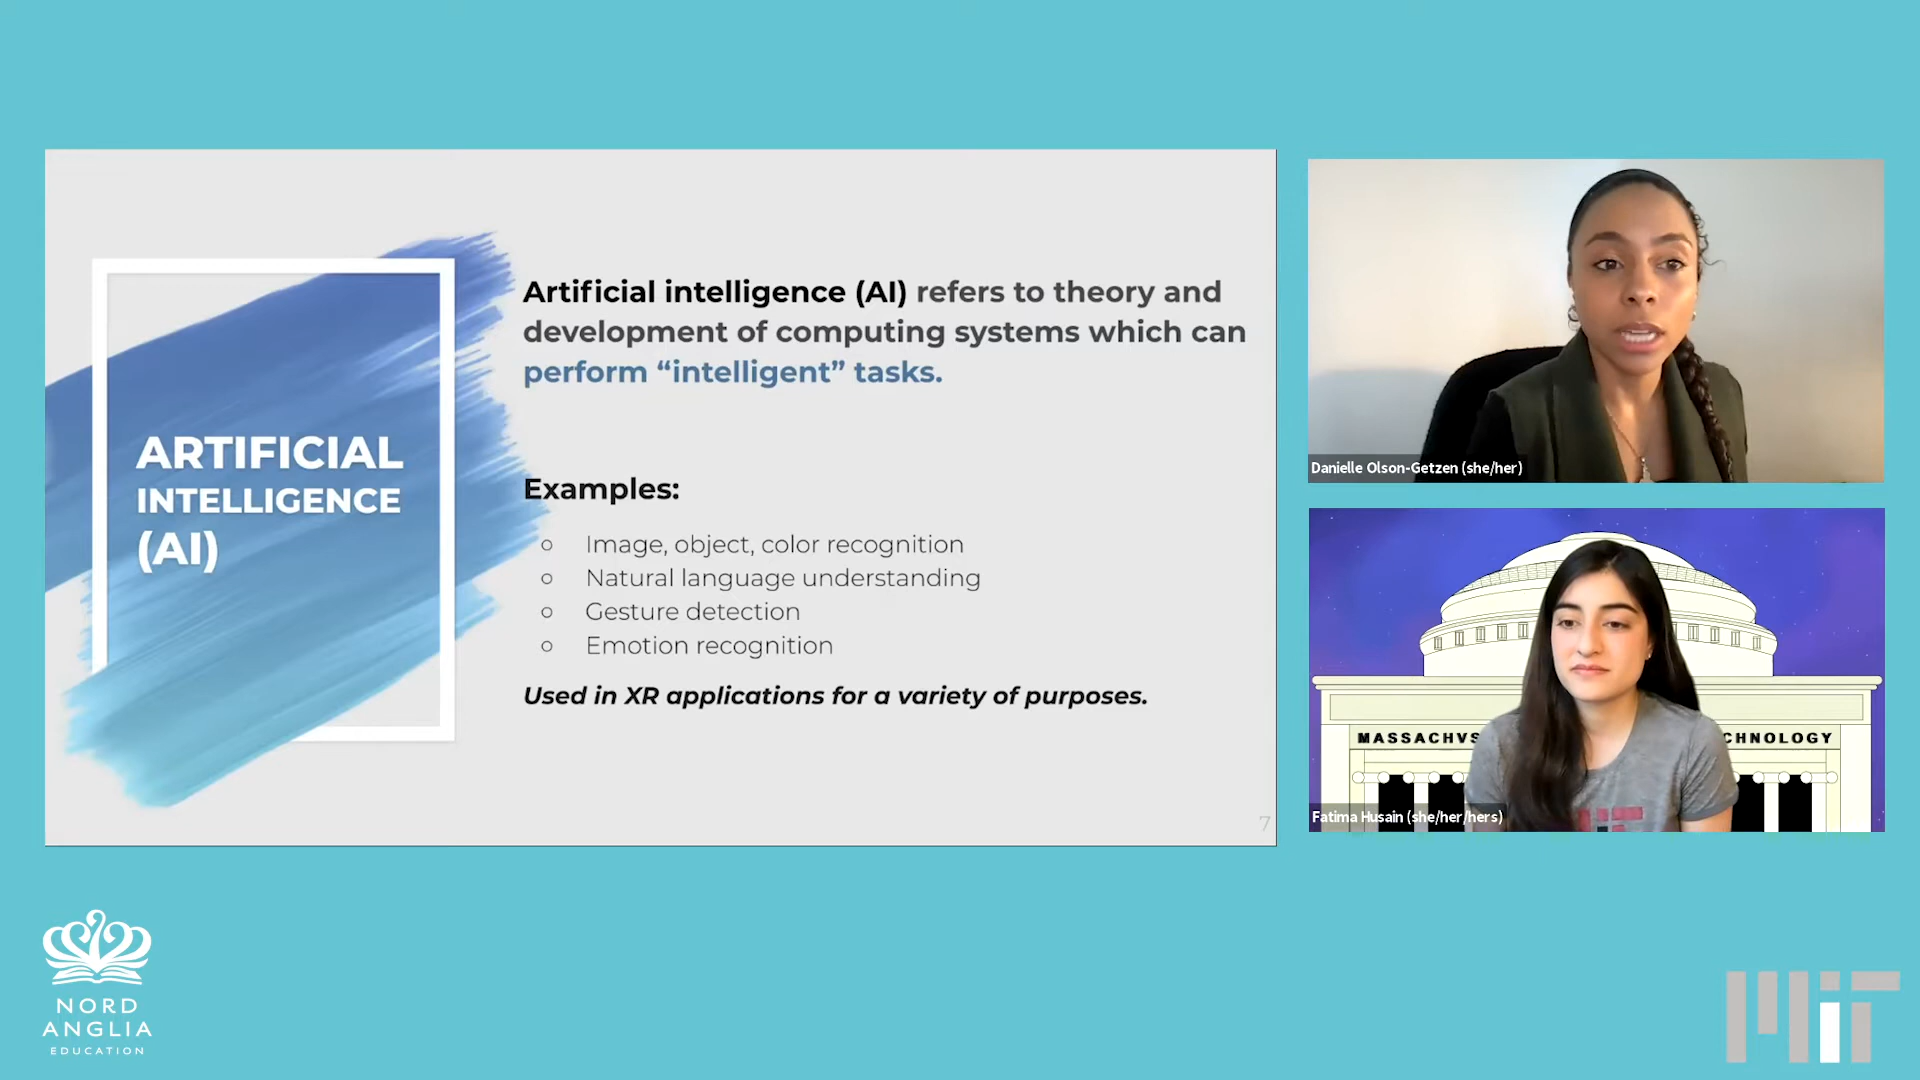 ARTIFICIAL
INTELLIGENCE
(AI)
Artificial intelligence (AI) refers to theory and
development of computing systems which can
perform “intelligent” tasks.
Examples:
Image, object, color recognition
Natural language understanding
Gesture detection
Emotion recognition
Used in XR applications for a variety of purposes.
7
Danielle Olson-Getzen (she/her)
MASSACHVS CHNOLOGY
Fatima Husain (she/her/hers)
NORD
ANGLIA
EDUCATION
MIT